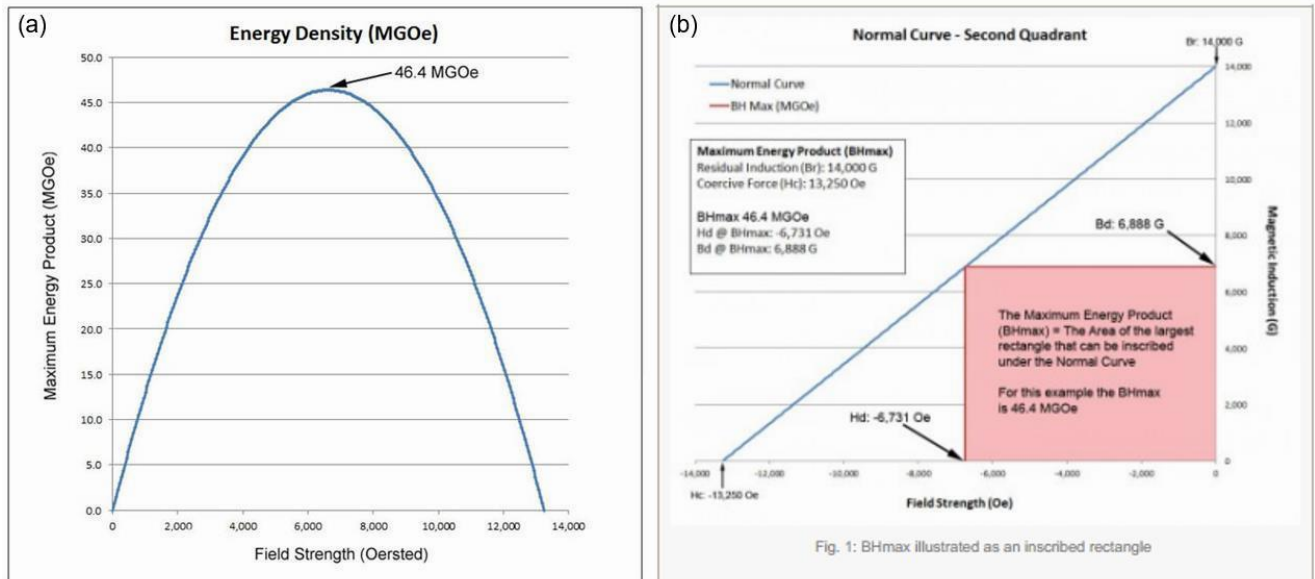 (a)
Energy Density (MGOe)
46.4 MGOe
Maximum Energy Product (MGOe)
50.0
45.0
40.0
35.0
30.0
25.0
20.0
15.0
10.0
5.0
0.0
0 2,000 4,000 6,000 8,000 10,000 12,000 14,000
Field Strength (Oersted)
(b)
Normal Curve - Second Quadrant
Br: 14,000 G
Normal Curve
BH Max (MGOe)
Maximum Energy Product (BHmax)
Residual Induction (Br): 14,000 G
Coercive Force (Hc): 13,250 Oe
BHmax 46.4 MGOe
Hd @ BHmax: -6,731 Oe
Bd @ BHmax: 6,888 G
Bd: 6,888 G
The Maximum Energy Product
(BHmax) = The Area of the largest
rectangle that can be inscribed
under the Normal Curve
For this example the BHmax
is 46.4 MGOe
Hd: -6,731 Oe
Hc: -13,250 Oe
14,000
12,000
10,000
8,000
6,000
4,000
2,000
0
Magnetic Induction (G)
-14,000 -12,000 -10,000 -8,000 -6,000 -4,000 -2,000 0
Field Strength (Oe)
Fig. 1: BHmax illustrated as an inscribed rectangle